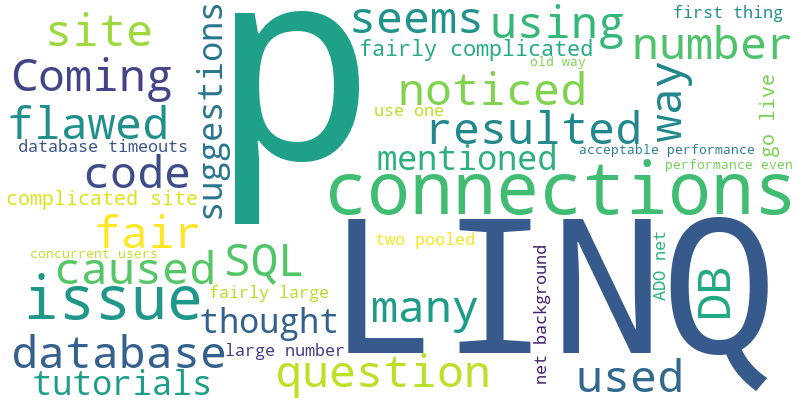 site
p
seems
using
first thing
Coming
suggestions
fairly complicated
number
old way
flawed
noticed
way
go live
use one
database timeouts
resulted
acceptable performance
code
mentioned
performance even
complicated site
connections
fair
LINQ
two pooled
concurrent users
caused
SQL
ADO net
DB
issue
fairly large
many
net background
thought
database
large number
question
used
tutorials